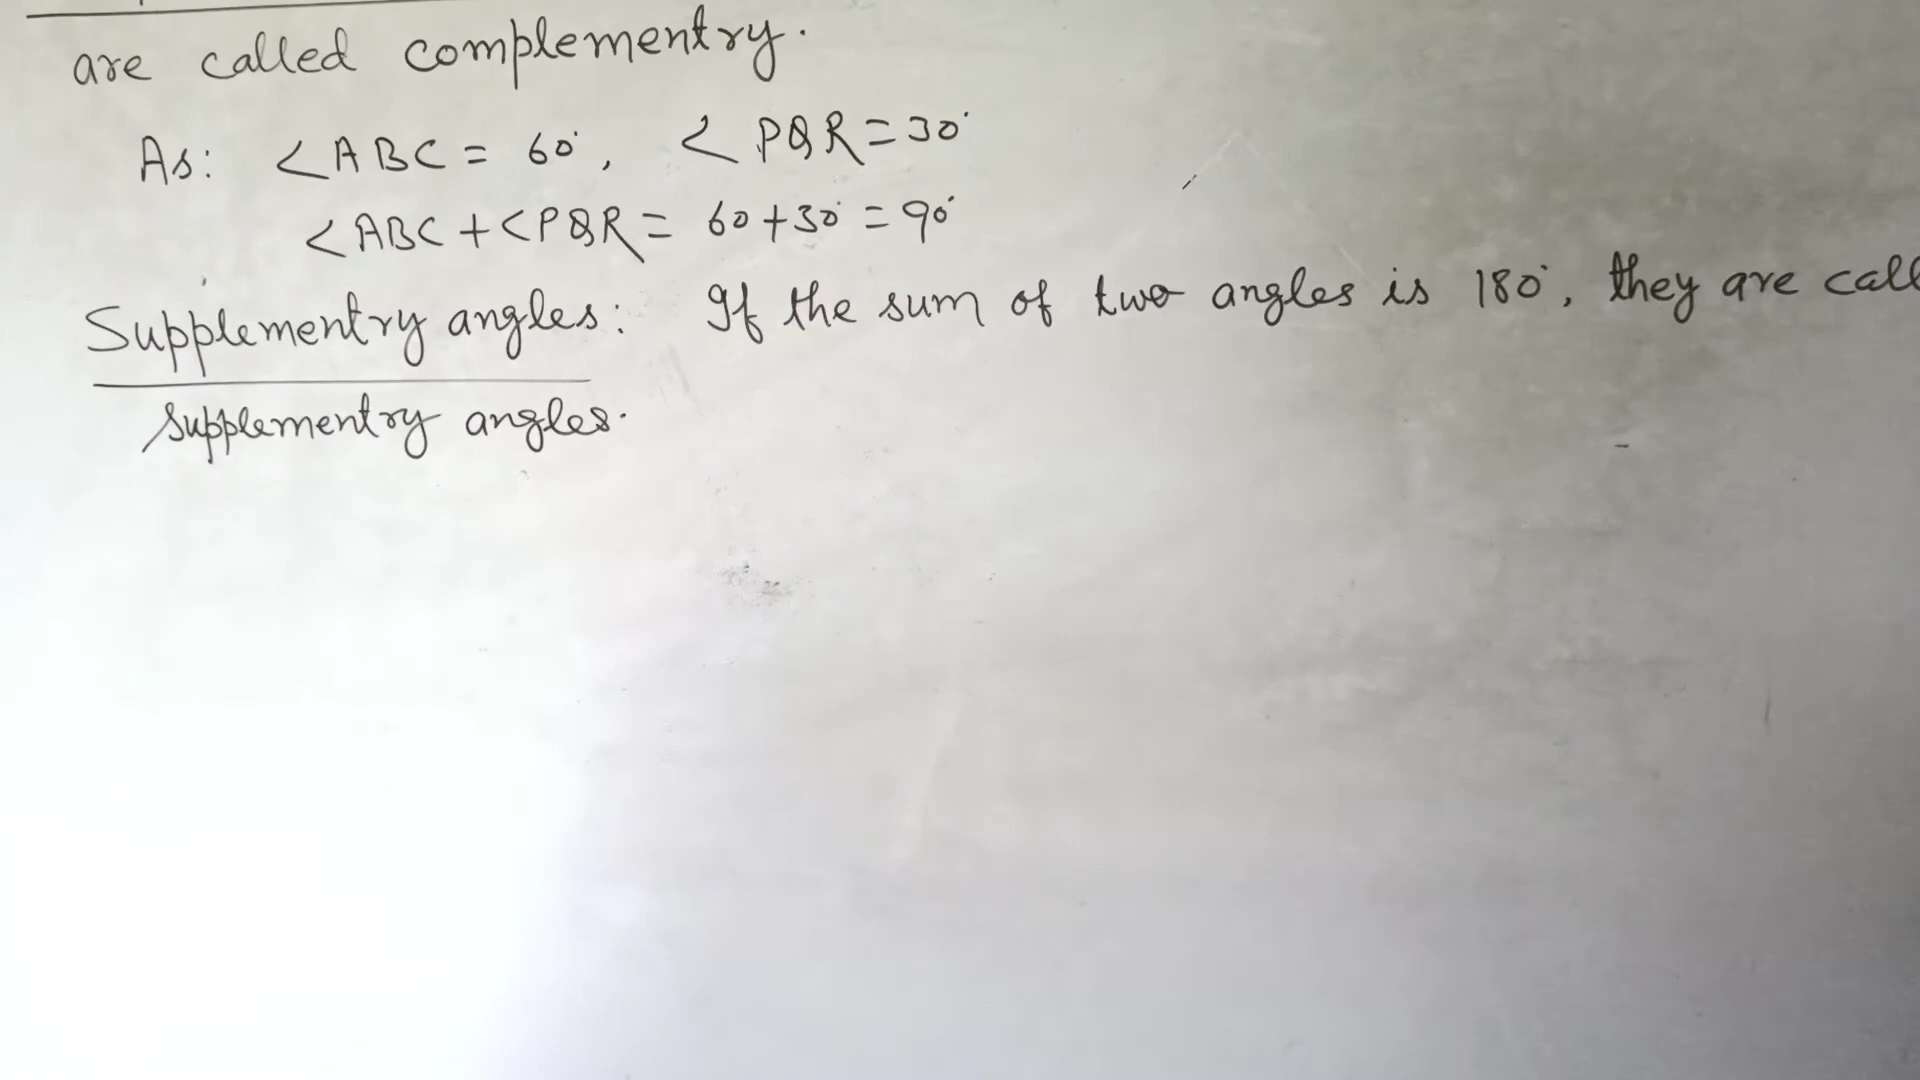 are called complementry.
As: <ABC = 60°, <PQR = 30°
<ABC + <PQR = 60 + 30° = 90°
Supplementry angles: If the sum of two angles is 180°, they are call
supplementry angles.